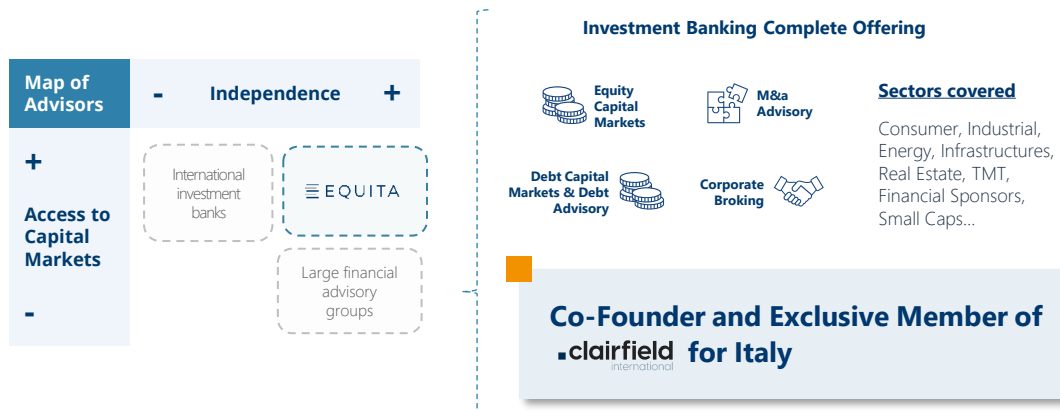 Map of
Advisors
- Independence +
+
Access to
Capital
Markets
-
International
investment
banks
EQUITA
Large financial
advisory
groups
Investment Banking Complete Offering
Equity
Capital
Markets
M&a
Advisory
Debt Capital
Markets & Debt
Advisory
Corporate
Broking
Sectors covered
Consumer, Industrial,
Energy, Infrastructures,
Real Estate, TMT,
Financial Sponsors,
Small Caps...
Co-Founder and Exclusive Member of
clairfield for Italy
international